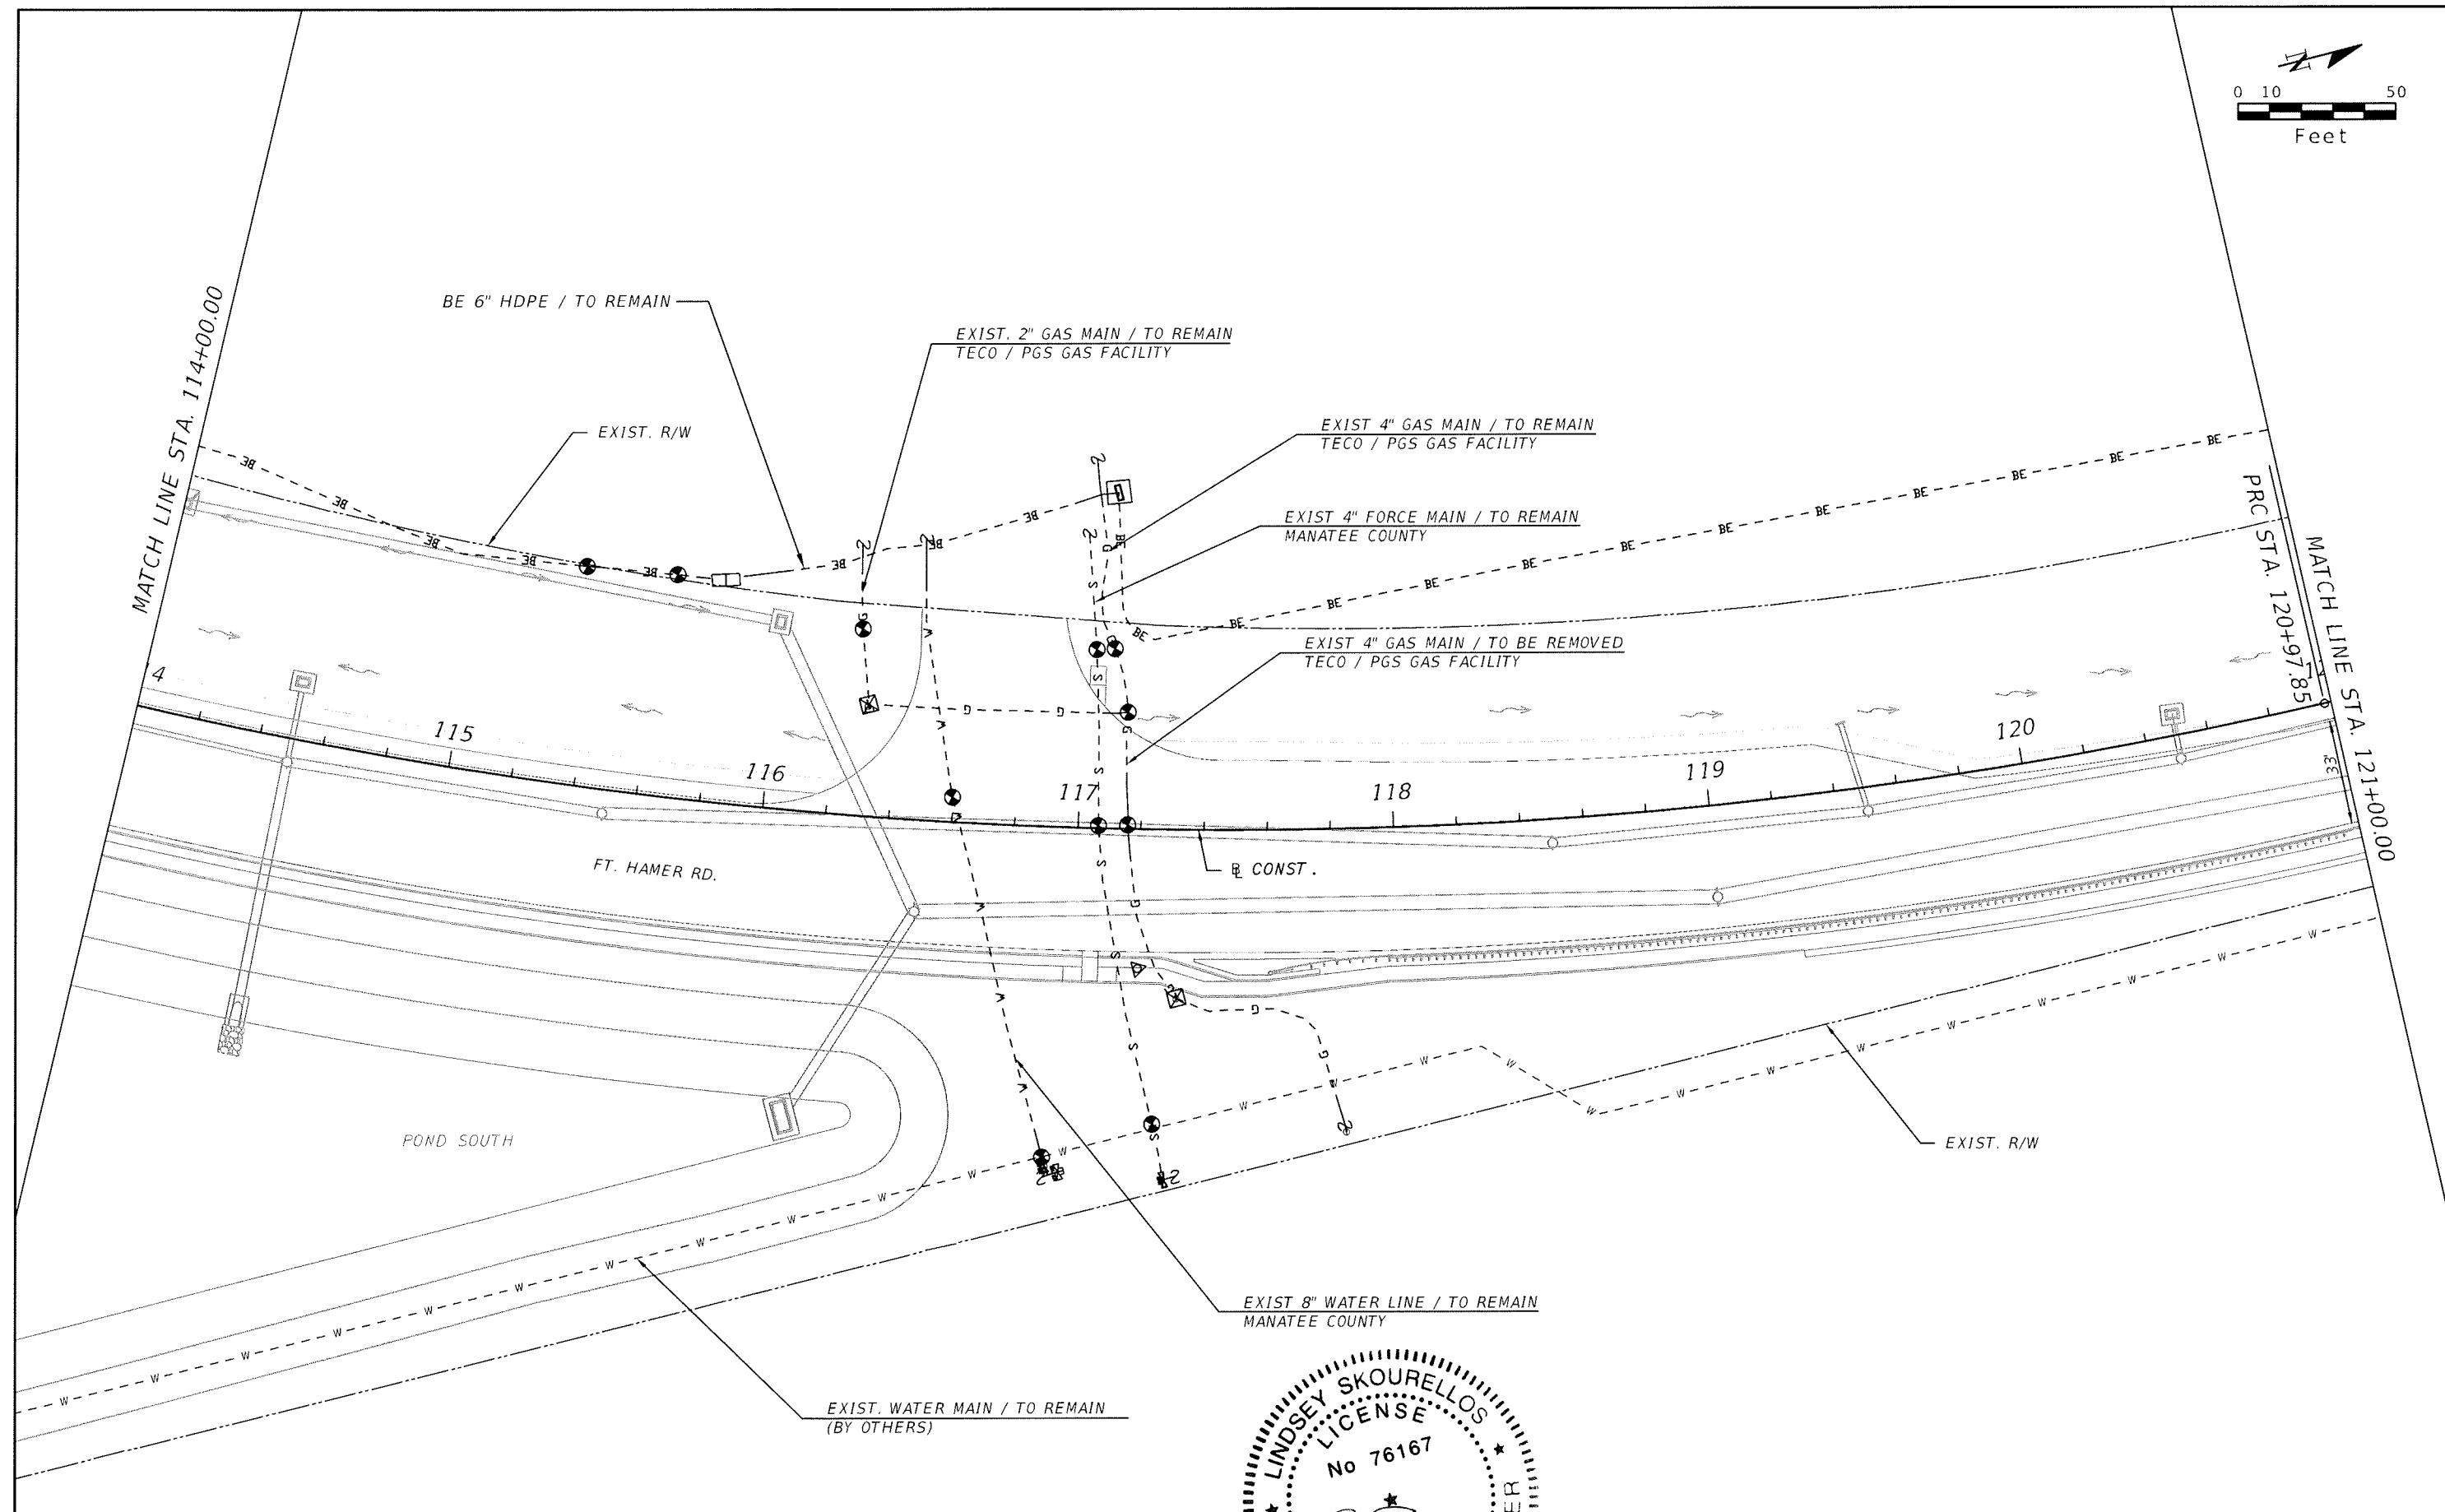 0 10 50
Feet
MATCH LINE STA. 114+00.00
BE 6" HDPE / TO REMAIN
EXIST. 2" GAS MAIN / TO REMAIN
TECO / PGS GAS FACILITY
EXIST. R/W
EXIST 4" GAS MAIN / TO REMAIN
TECO / PGS GAS FACILITY
EXIST 4" FORCE MAIN / TO REMAIN
MANATEE COUNTY
EXIST 4" GAS MAIN / TO BE REMOVED
TECO / PGS GAS FACILITY
PRC STA. 120+97.85
MATCH LINE STA. 121+00.00
4
115
116
117
118
119
120
1
33
FT. HAMER RD.
CONST.
POND SOUTH
EXIST. R/W
EXIST 8" WATER LINE / TO REMAIN
MANATEE COUNTY
EXIST. WATER MAIN / TO REMAIN
(BY OTHERS)
LINDSEY SKOURELLOS
LICENSE
No 76167